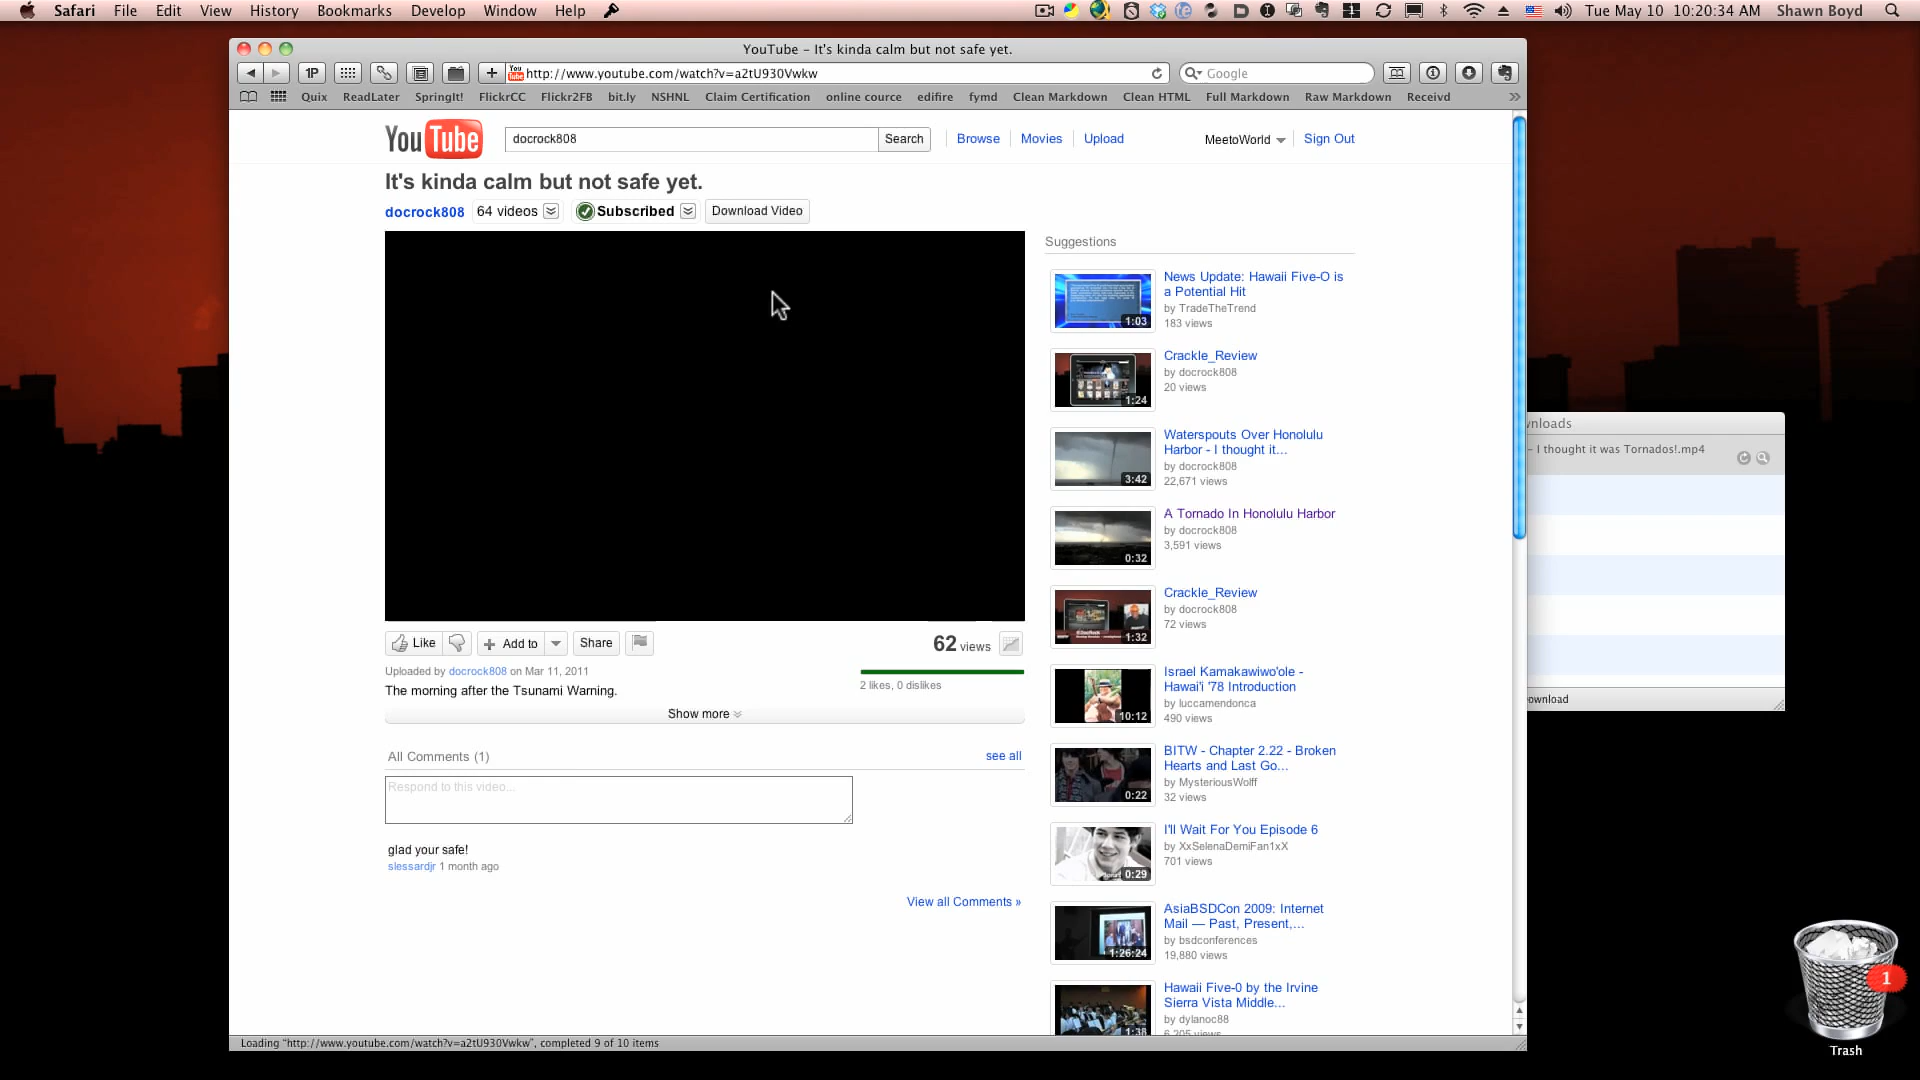 Safari File Edit View History Bookmarks Develop Window Help
Tue May 10 10:20:34 AM Shawn Boyd
YouTube – It's kinda calm but not safe yet.
1P
http://www.youtube.com/watch?v=a2tU930Vwkw
Google
Quix ReadLater SpringIt! FlickrCC Flickr2FB bit.ly NSHNL Claim Certification online cource edifire fymd Clean Markdown Clean HTML Full Markdown Raw Markdown Receivd
YouTube
docrock808
Search
Browse Movies Upload
MeetoWorld Sign Out
It's kinda calm but not safe yet.
docrock808 64 videos Subscribed Download Video
Like Add to Share
62 views
Uploaded by docrock808 on Mar 11, 2011
2 likes, 0 dislikes
The morning after the Tsunami Warning.
Show more
All Comments (1)
see all
Respond to this video...
glad your safe!
slessardjr 1 month ago
View all Comments »
Suggestions
1:03
News Update: Hawaii Five-O is
a Potential Hit
by TradeTheTrend
183 views
1:24
Crackle_Review
by docrock808
20 views
3:42
Waterspouts Over Honolulu
Harbor - I thought it...
by docrock808
22,671 views
0:32
A Tornado In Honolulu Harbor
by docrock808
3,591 views
1:32
Crackle_Review
by docrock808
72 views
10:12
Israel Kamakawiwo'ole -
Hawai'i '78 Introduction
by luccamendonca
490 views
0:22
BITW - Chapter 2.22 - Broken
Hearts and Last Go...
by MysteriousWolff
32 views
0:29
I'll Wait For You Episode 6
by XxSelenaDemiFan1xX
701 views
1:26:24
AsiaBSDCon 2009: Internet
Mail — Past, Present,...
by bsdconferences
19,880 views
1:38
Hawaii Five-0 by the Irvine
Sierra Vista Middle...
by dylanoc88
6,205 views
Loading "http://www.youtube.com/watch?v=a2tU930Vwkw", completed 9 of 10 items
wnloads
– I thought it was Tornados!.mp4
ownload
1
Trash